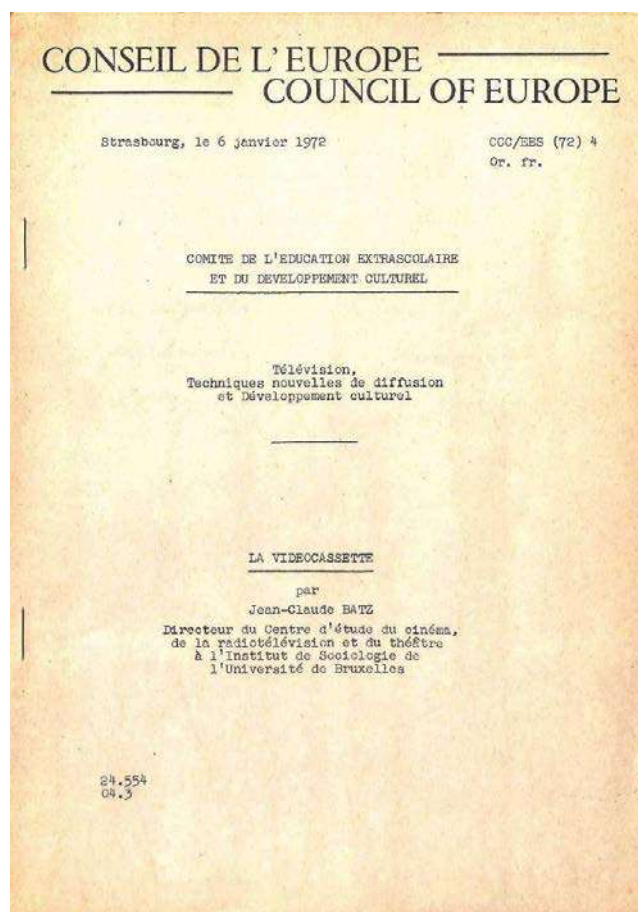 CONSEIL DE L'EUROPE
COUNCIL OF EUROPE
Strasbourg, le 6 janvier 1972
CCC/EES (72) 4
Or. fr.
COMITE DE L'EDUCATION EXTRASCOLAIRE
ET DU DEVELOPPEMENT CULTUREL
Télévision,
Techniques nouvelles de diffusion
et Développement culturel
LA VIDEOCASSETTE
par
Jean-Claude BATZ
Directeur du Centre d'étude du cinéma,
de la radiotélévision et du théâtre
à l'Institut de Sociologie de
l'Université de Bruxelles
24.554
04.3